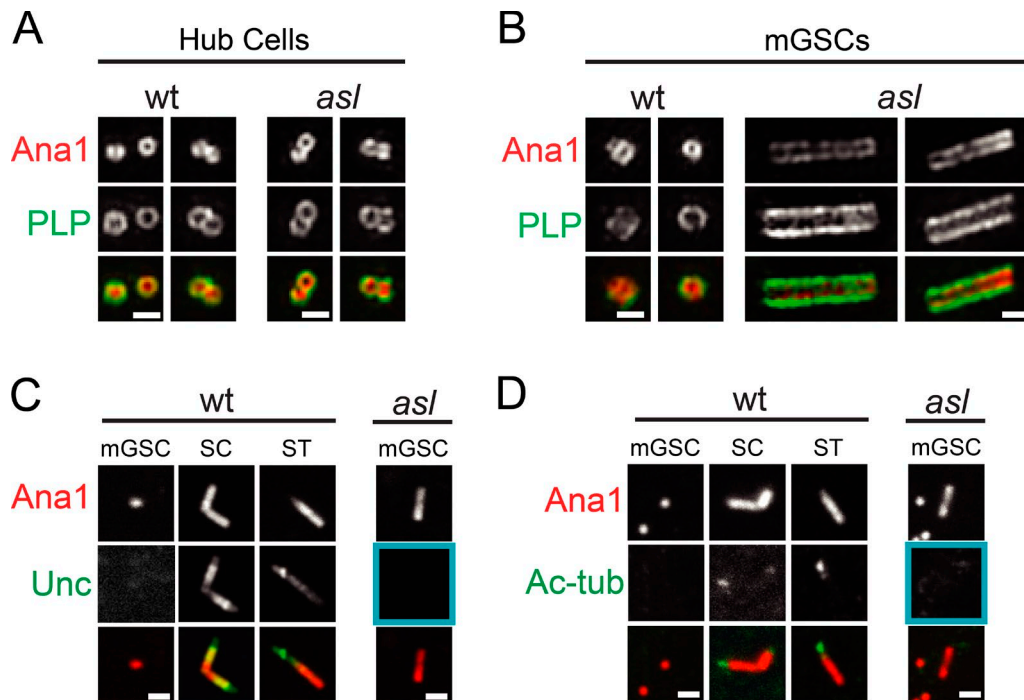 A
Hub Cells
wt asl
Ana1
PLP
B
mGSCs
wt asl
Ana1
PLP
C
wt asl
mGSC SC ST mGSC
Ana1
Unc
D
wt asl
mGSC SC ST mGSC
Ana1
Ac-tub